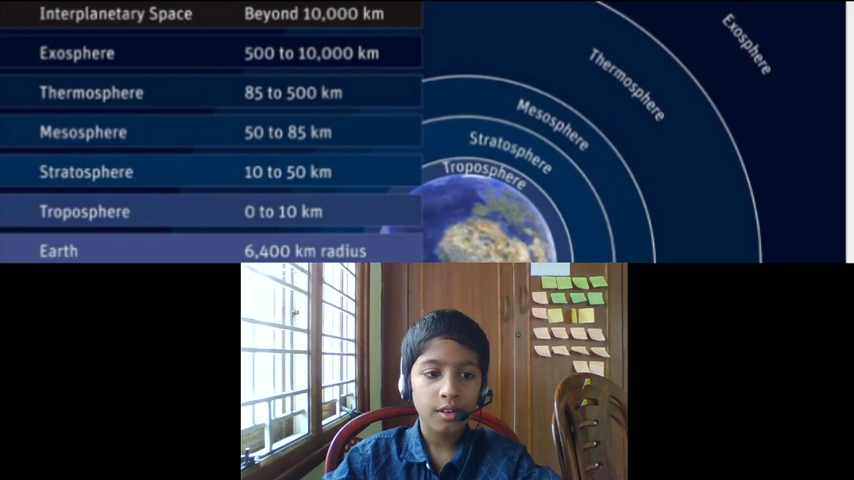 Interplanetary Space Beyond 10,000 km
Exosphere 500 to 10,000 km
Thermosphere 85 to 500 km
Mesosphere 50 to 85 km
Stratosphere 10 to 50 km
Troposphere 0 to 10 km
Earth 6,400 km radius
Exosphere
Thermosphere
Mesosphere
Stratosphere
Troposphere